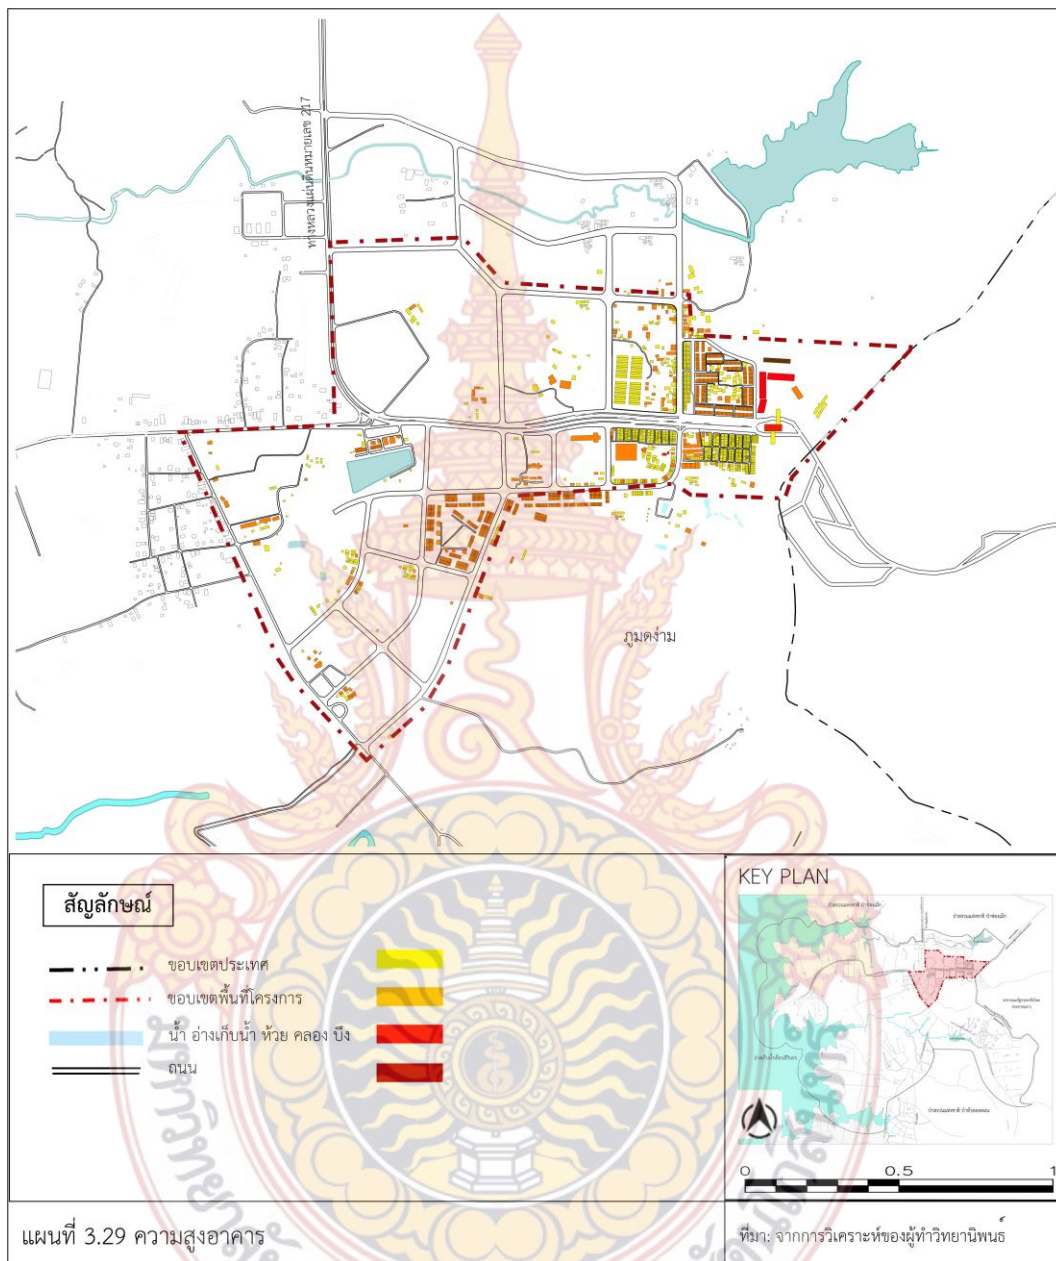 ทางหลวงแผ่นดินหมายเลข 217
ภูมดง่าม
สัญลักษณ์
ขอบเขตประเทศ
ขอบเขตพื้นที่โครงการ
น้ำ อ่างเก็บน้ำ ห้วย คลอง บึง
ถนน
KEY PLAN
0 0.5 1
แผนที่ 3.29 ความสูงอาคาร
ที่มา: จากการวิเคราะห์ของผู้ทำวิทยานิพนธ์